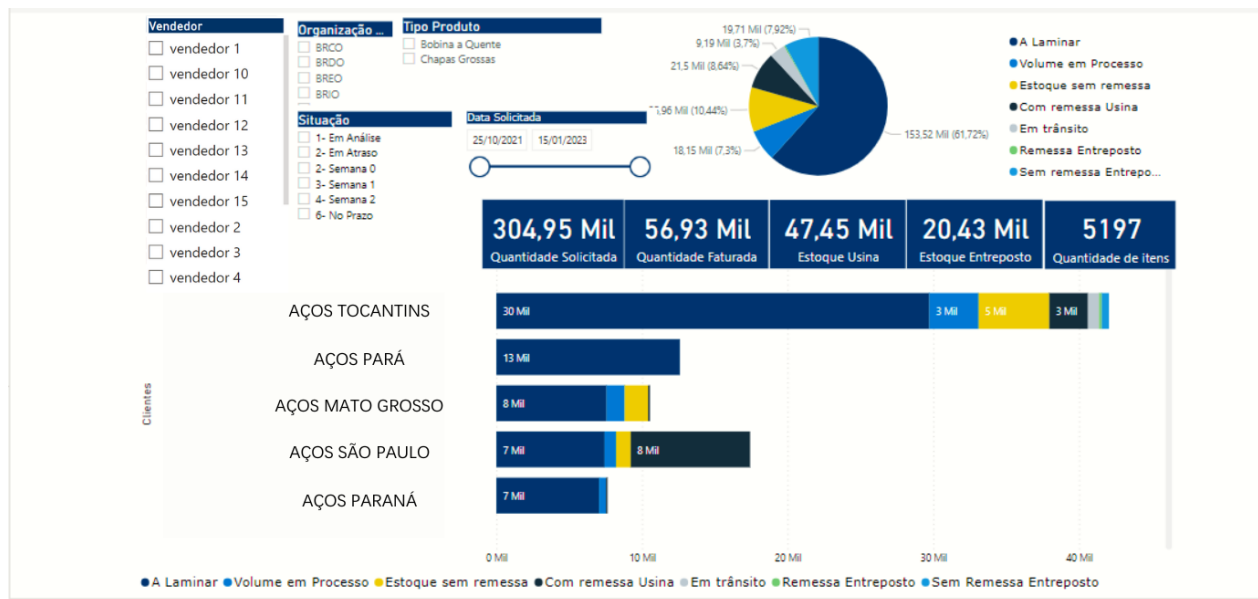 Vendedor
vendedor 1
vendedor 10
vendedor 11
vendedor 12
vendedor 13
vendedor 14
vendedor 15
vendedor 2
vendedor 3
vendedor 4
Organização ...
BRCO
BRDO
BREO
BRIO
Tipo Produto
Bobina a Quente
Chapas Grossas
Situação
1- Em Análise
2- Em Atraso
2- Semana 0
3- Semana 1
4- Semana 2
6- No Prazo
Data Solicitada
25/10/2021 15/01/2023
19,71 Mil (7,92%)
9,19 Mil (3,7%)
21,5 Mil (8,64%)
5,96 Mil (10,44%)
18,15 Mil (7,3%)
153,52 Mil (61,72%)
A Laminar
Volume em Processo
Estoque sem remessa
Com remessa Usina
Em trânsito
Remessa Entreposto
Sem remessa Entrepo...
304,95 Mil
Quantidade Solicitada
56,93 Mil
Quantidade Faturada
47,45 Mil
Estoque Usina
20,43 Mil
Estoque Entreposto
5197
Quantidade de itens
Clientes
AÇOS TOCANTINS
30 Mil 3 Mil 5 Mil 3 Mil
AÇOS PARÁ
13 Mil
AÇOS MATO GROSSO
8 Mil
AÇOS SÃO PAULO
7 Mil 8 Mil
AÇOS PARANÁ
7 Mil
0 Mil 10 Mil 20 Mil 30 Mil 40 Mil
A Laminar Volume em Processo Estoque sem remessa Com remessa Usina Em trânsito Remessa Entreposto Sem Remessa Entreposto